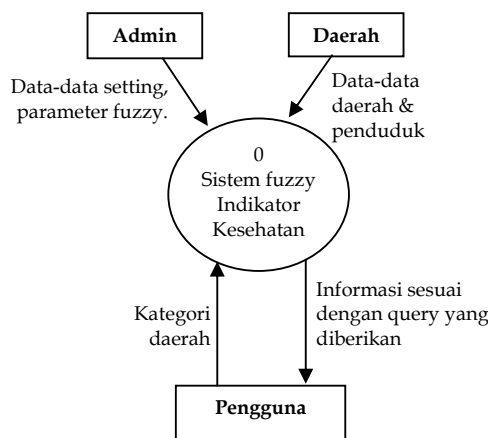 Admin
Daerah
Data-data setting,
parameter fuzzy.
Data-data
daerah &
penduduk
0
Sistem fuzzy
Indikator
Kesehatan
Kategori
daerah
Informasi sesuai
dengan query yang
diberikan
Pengguna